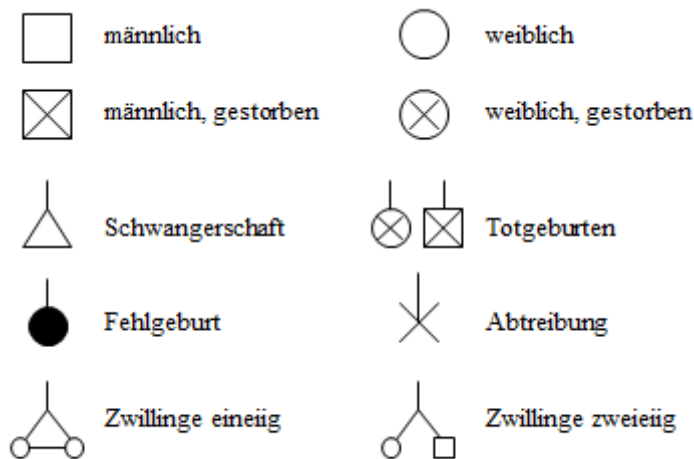 männlich
weiblich
männlich, gestorben
weiblich, gestorben
Schwangerschaft
Totgeburten
Fehlgeburt
Abtreibung
Zwillinge eineiig
Zwillinge zweieiig